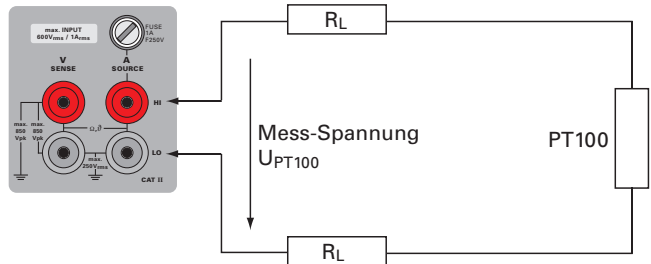 max. INPUT
600Vrms / 1Arms
FUSE
1A
F250V
V
SENSE
A
SOURCE
HI
max.
850
Vpk
max.
850
Vpk
Ω,ϑ
LO
max.
250Vrms
CAT II
RL
Mess-Spannung
UPT100
PT100
RL